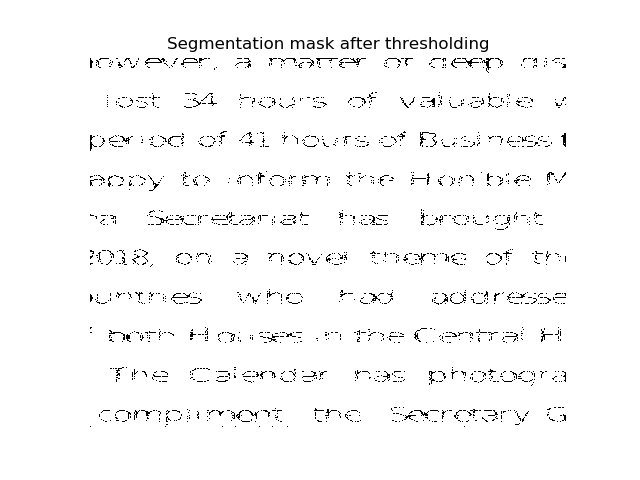 Segmentation mask after thresholding
however, a matter of deep dis
lost 34 hours of valuable w
period of 41 hours of Business t
appy to inform the Hon'ble M
ha Secretariat has brought
2018, on a novel theme of th
ountries who had addresse
both Houses in the Central H
The Calendar has photogra
compliment the Secretary G